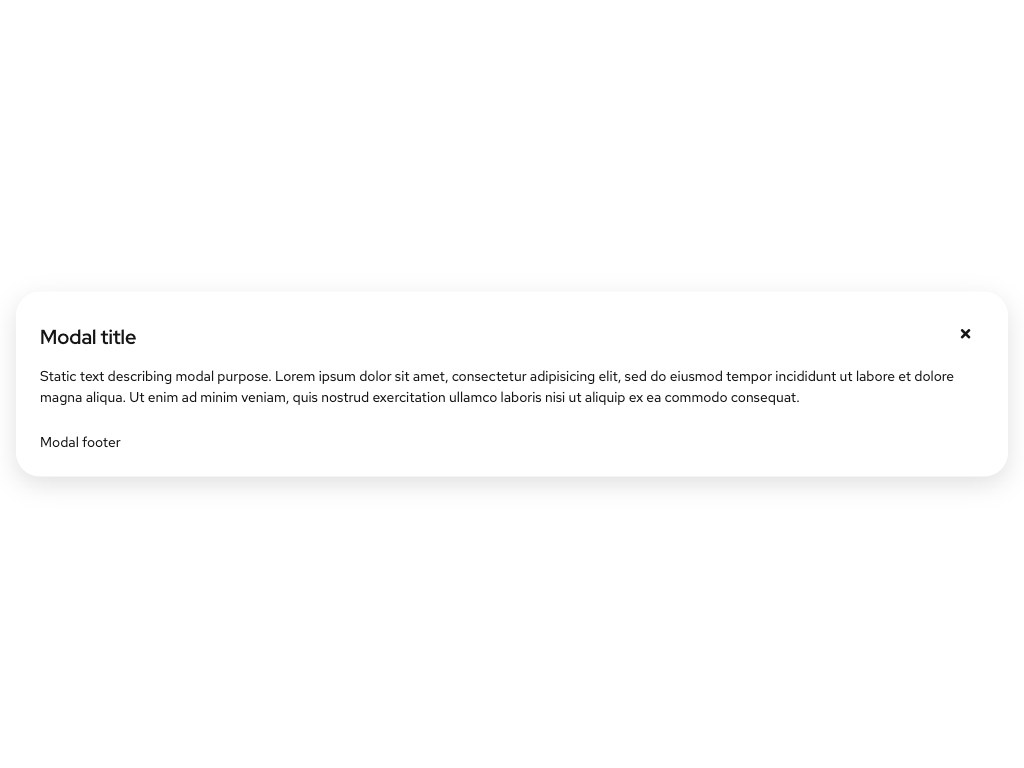 Modal title
Static text describing modal purpose. Lorem ipsum dolor sit amet, consectetur adipisicing elit, sed do eiusmod tempor incididunt ut labore et dolore
magna aliqua. Ut enim ad minim veniam, quis nostrud exercitation ullamco laboris nisi ut aliquip ex ea commodo consequat.
Modal footer